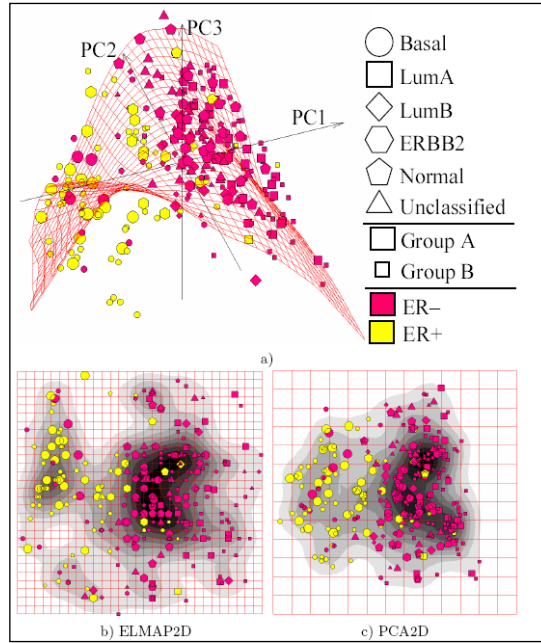 PC3
PC2
PC1
Basal
LumA
LumB
ERBB2
Normal
Unclassified
Group A
Group B
ER−
ER+
a)
b) ELMAP2D
c) PCA2D